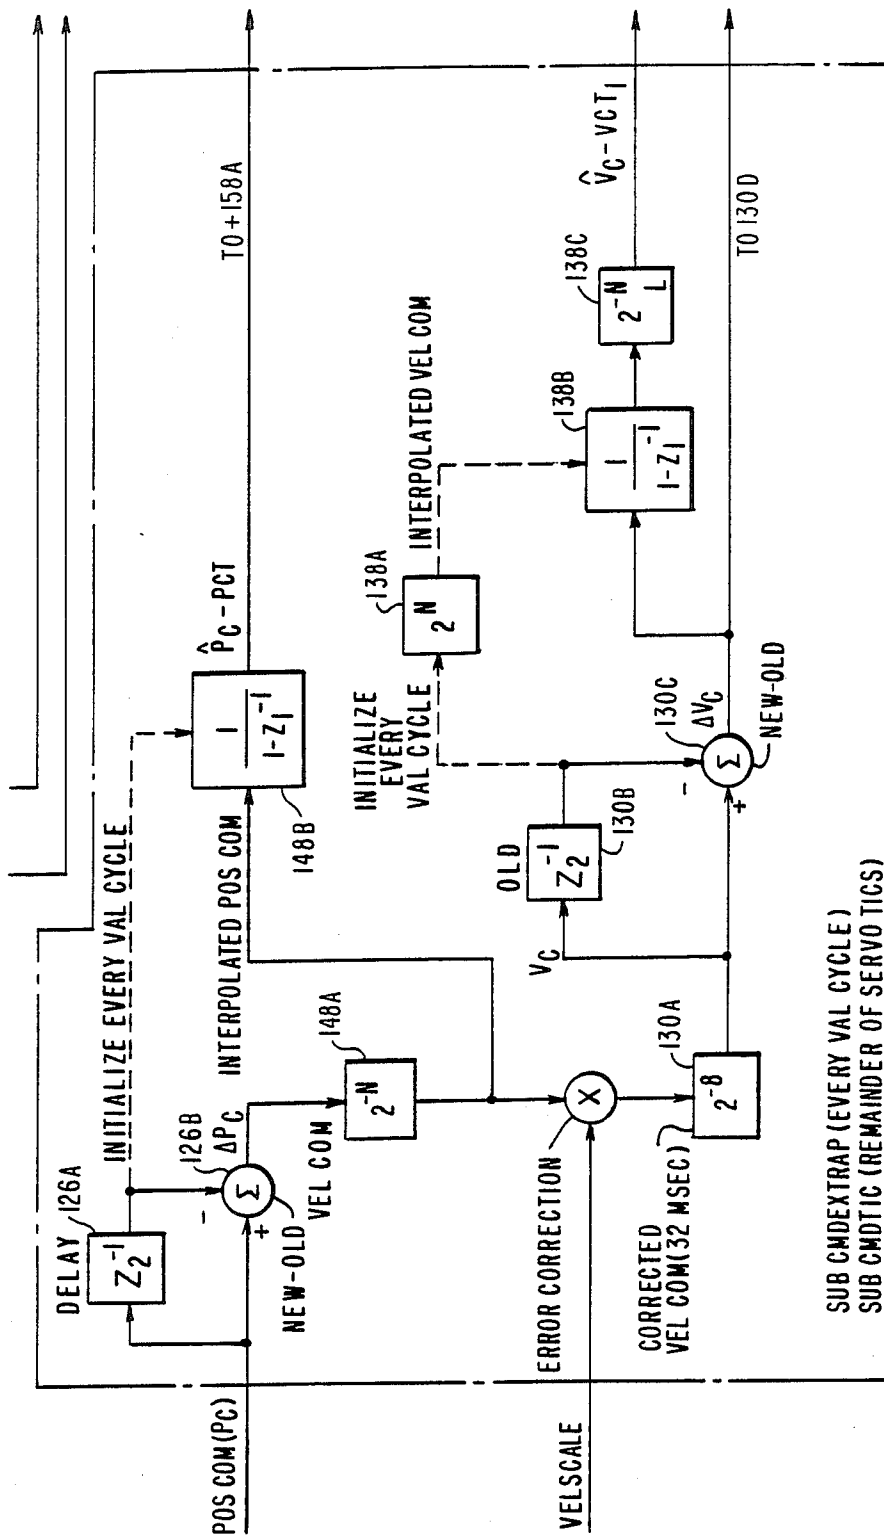 POS COM(PC)
DELAY
126A
Z2^-1
INITIALIZE EVERY VAL CYCLE
126B
ΔPC
-
+
Σ
NEW-OLD
VEL COM
148A
2^-N
INTERPOLATED POS COM
148B
1
1-Z1^-1
P̂C-PCT
TO+158A
VELSCALE
ERROR CORRECTION
X
CORRECTED
VEL COM(32 MSEC)
130A
2^-8
VC
OLD
Z2^-1
130B
INITIALIZE
EVERY
VAL CYCLE
138A
2^N
INTERPOLATED VEL COM
-
+
Σ
130C
ΔVC
NEW-OLD
138B
1
1-Z1^-1
138C
2^-N
L
V̂C-VCT1
TO 130D
SUB CMDEXTRAP(EVERY VAL CYCLE)
SUB CMDTIC (REMAINDER OF SERVO TICS)